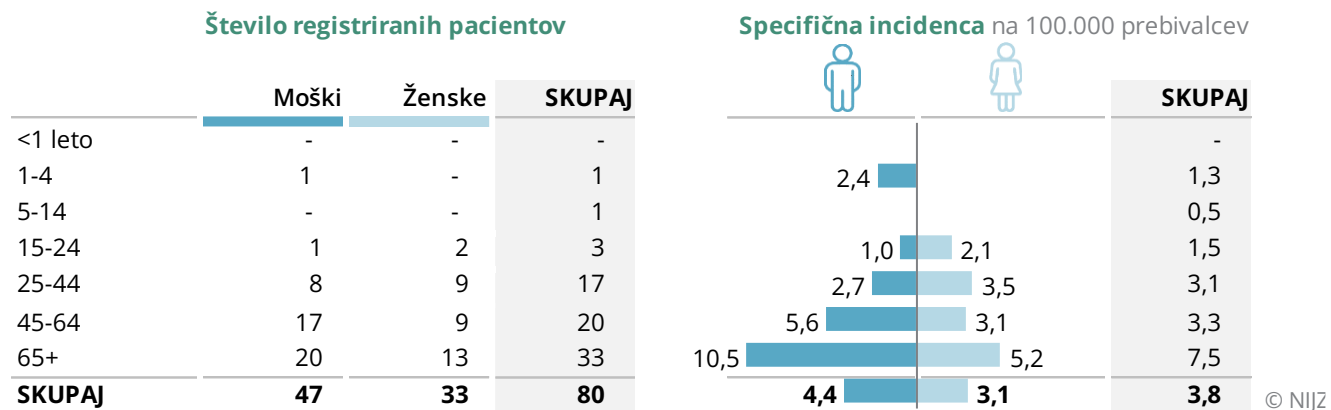 Število registriranih pacientov Specifična incidenca na 100.000 prebivalcev
Moški Ženske SKUPAJ SKUPAJ
<1 leto - - - -
1-4 1 - 1 2,4 1,3
5-14 - - 1 0,5
15-24 1 2 3 1,0 2,1 1,5
25-44 8 9 17 2,7 3,5 3,1
45-64 17 9 20 5,6 3,1 3,3
65+ 20 13 33 10,5 5,2 7,5
SKUPAJ 47 33 80 4,4 3,1 3,8 © NIJZ